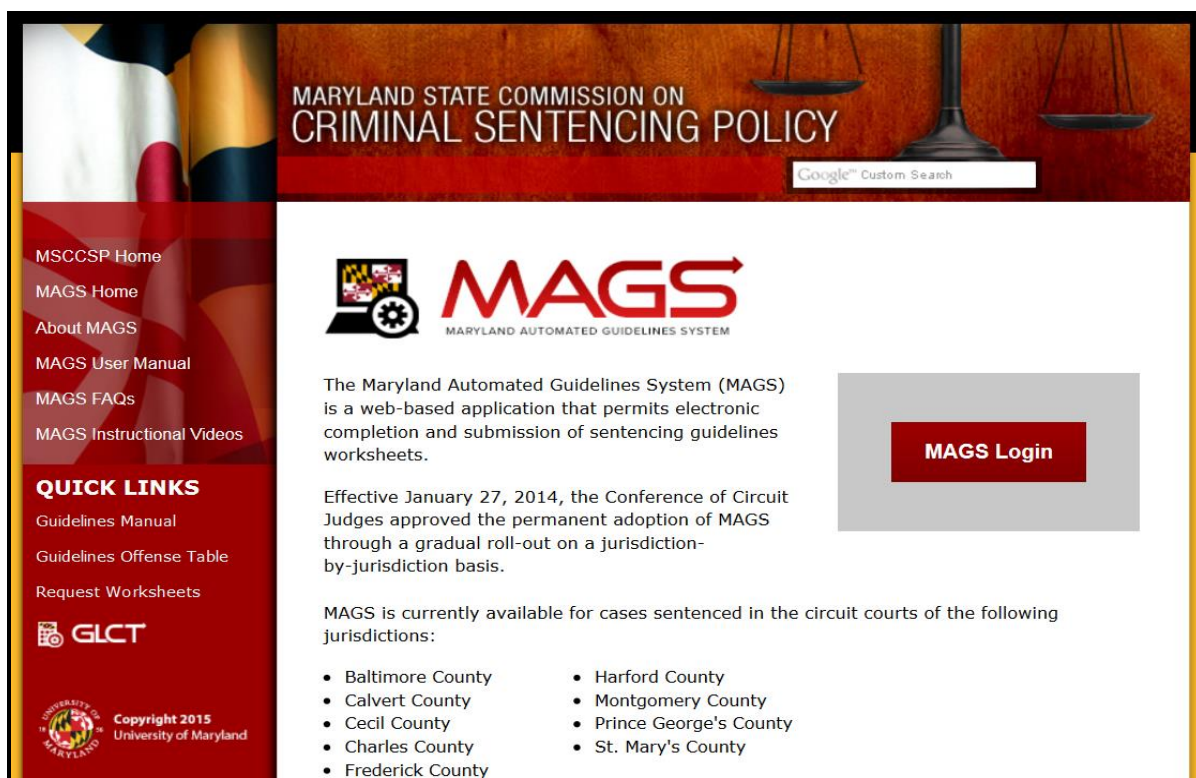 MARYLAND STATE COMMISSION ON
CRIMINAL SENTENCING POLICY
Google™ Custom Search
MSCCSP Home
MAGS Home
About MAGS
MAGS User Manual
MAGS FAQs
MAGS Instructional Videos
QUICK LINKS
Guidelines Manual
Guidelines Offense Table
Request Worksheets
GLCT
UNIVERSITY OF
18 56
MARYLAND
Copyright 2015
University of Maryland
MAGS
MARYLAND AUTOMATED GUIDELINES SYSTEM
The Maryland Automated Guidelines System (MAGS)
is a web-based application that permits electronic
completion and submission of sentencing guidelines
worksheets.
MAGS Login
Effective January 27, 2014, the Conference of Circuit
Judges approved the permanent adoption of MAGS
through a gradual roll-out on a jurisdiction-
by-jurisdiction basis.
MAGS is currently available for cases sentenced in the circuit courts of the following
jurisdictions:
• Baltimore County
• Calvert County
• Cecil County
• Charles County
• Frederick County
• Harford County
• Montgomery County
• Prince George's County
• St. Mary's County